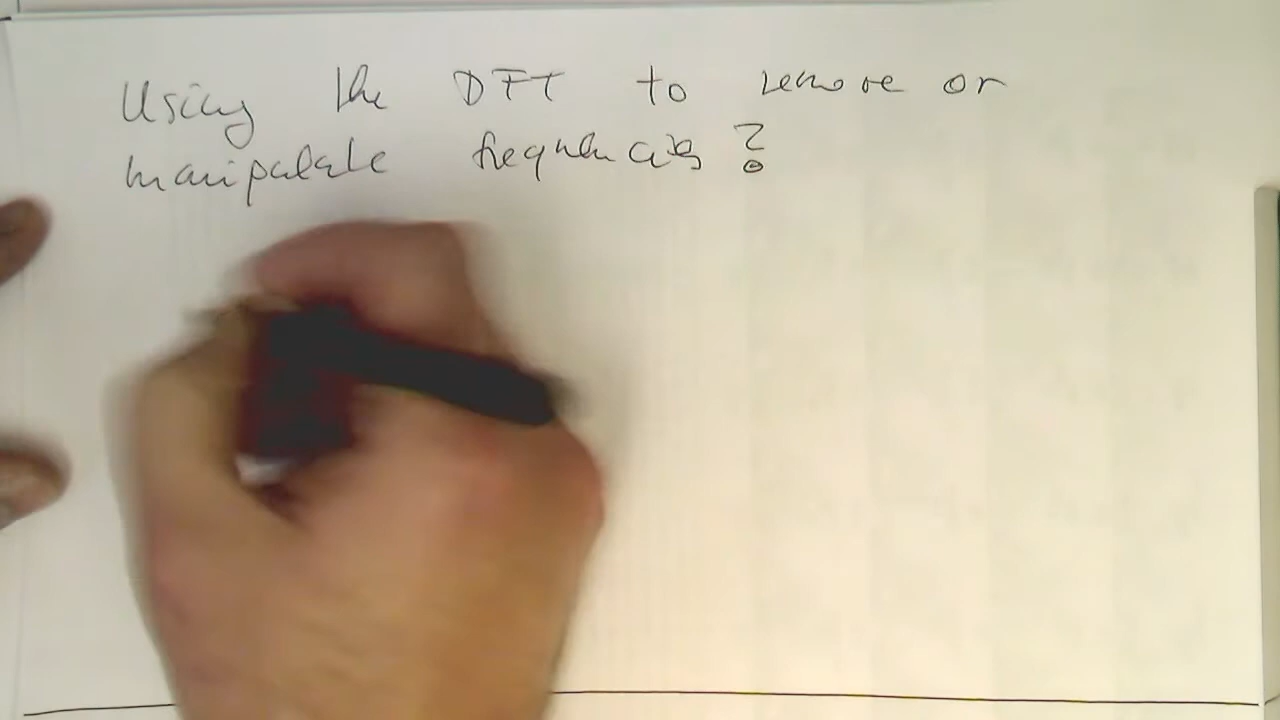 Using the DFT to remove or
manipulate frequencies ?